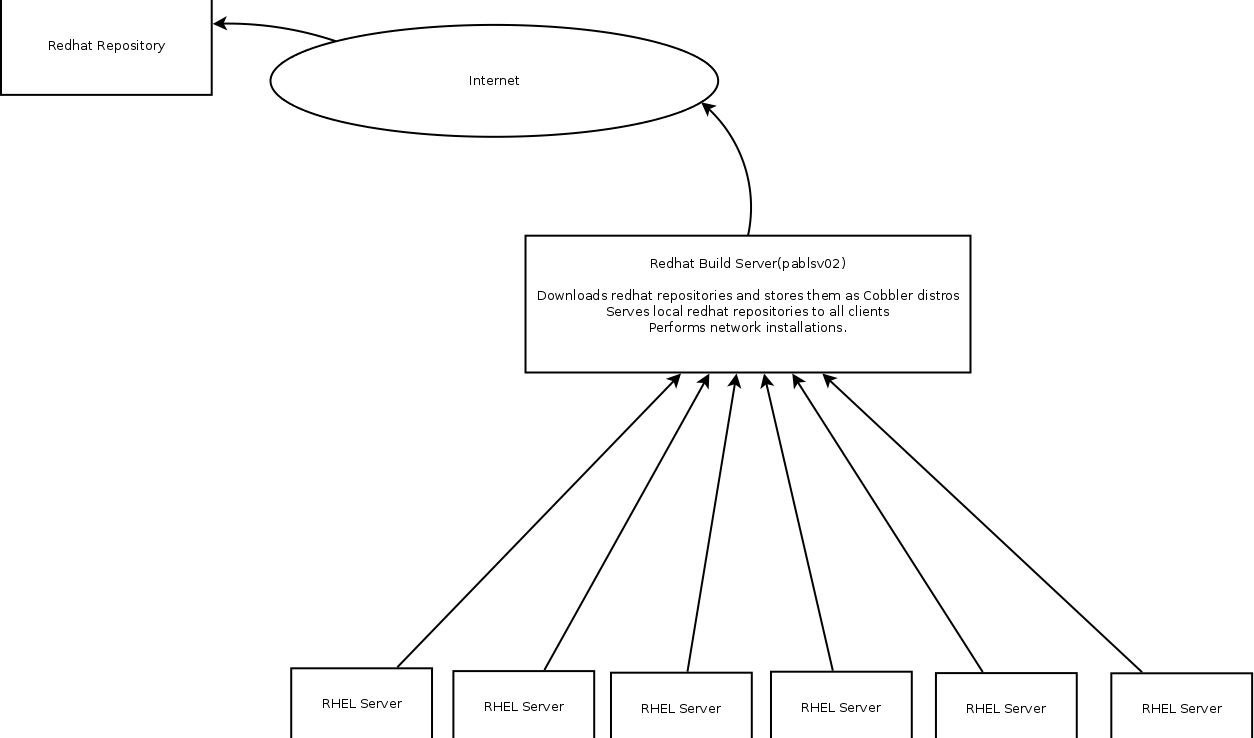 Redhat Repository
Internet
Redhat Build Server(pablsv02)
Downloads redhat repositories and stores them as Cobbler distros
Serves local redhat repositories to all clients
Performs network installations.
RHEL Server
RHEL Server
RHEL Server
RHEL Server
RHEL Server
RHEL Server